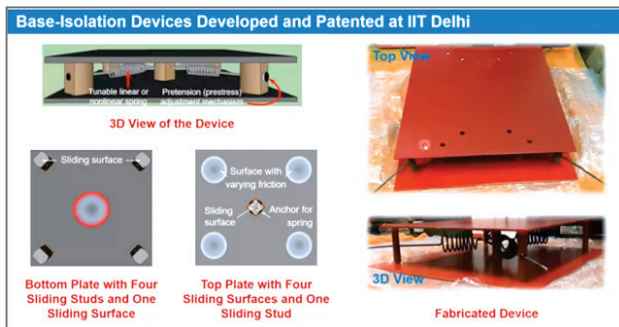 Base-Isolation Devices Developed and Patented at IIT Delhi
Tunable linear or
nonlinear spring
Pretension (prestress)
adjustment mechanism
3D View of the Device
Sliding surface
Bottom Plate with Four
Sliding Studs and One
Sliding Surface
Surface with
varying friction
Sliding
surface
Anchor for
spring
Top Plate with Four
Sliding Surfaces and One
Sliding Stud
Top View
3D View
Fabricated Device